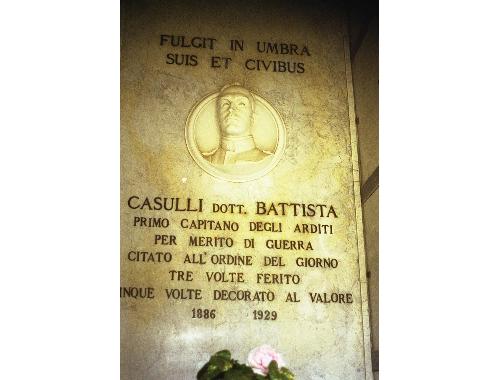 FULGIT IN UMBRA
SUIS ET CIVIBUS
CASULLI DOTT. BATTISTA
PRIMO CAPITANO DEGLI ARDITI
PER MERITO DI GUERRA
CITATO ALL'ORDINE DEL GIORNO
TRE VOLTE FERITO
INQUE VOLTE DECORATO AL VALORE
1886 1929